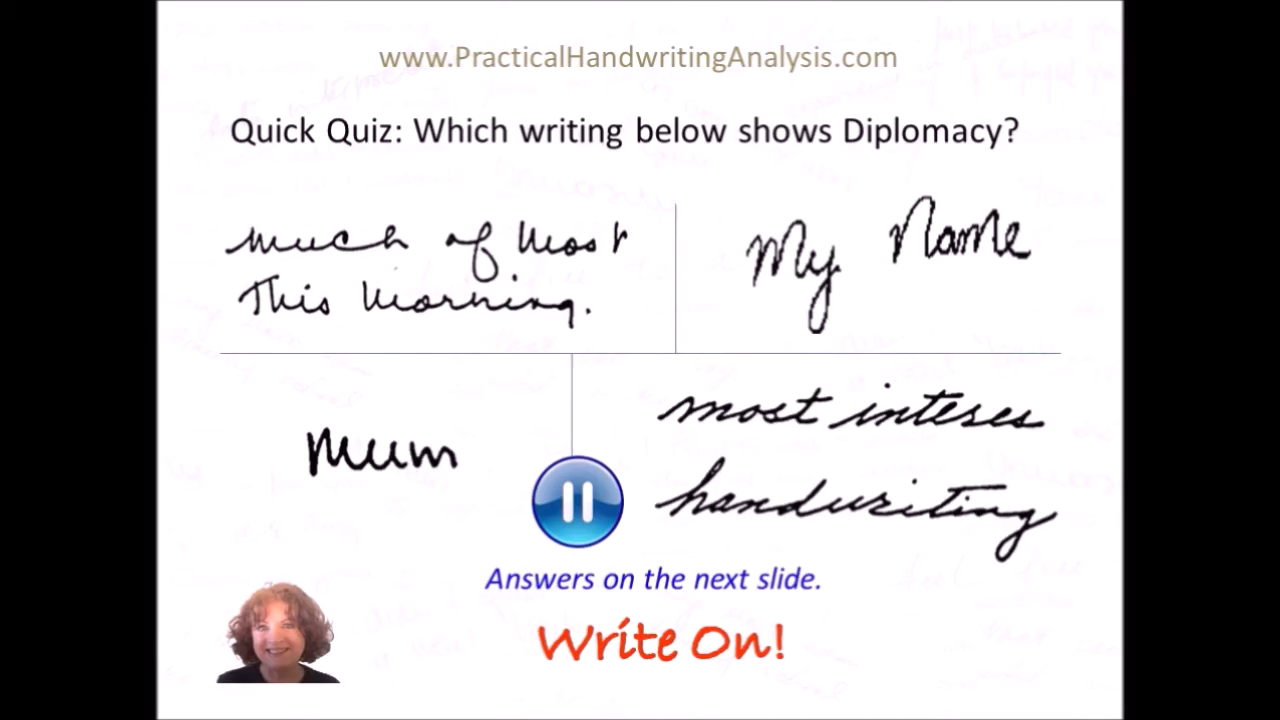 www.PracticalHandwritingAnalysis.com
Quick Quiz: Which writing below shows Diplomacy?
Much of Most
This Morning.
My Name
Mum
most interes
handwriting
Answers on the next slide.
Write On!